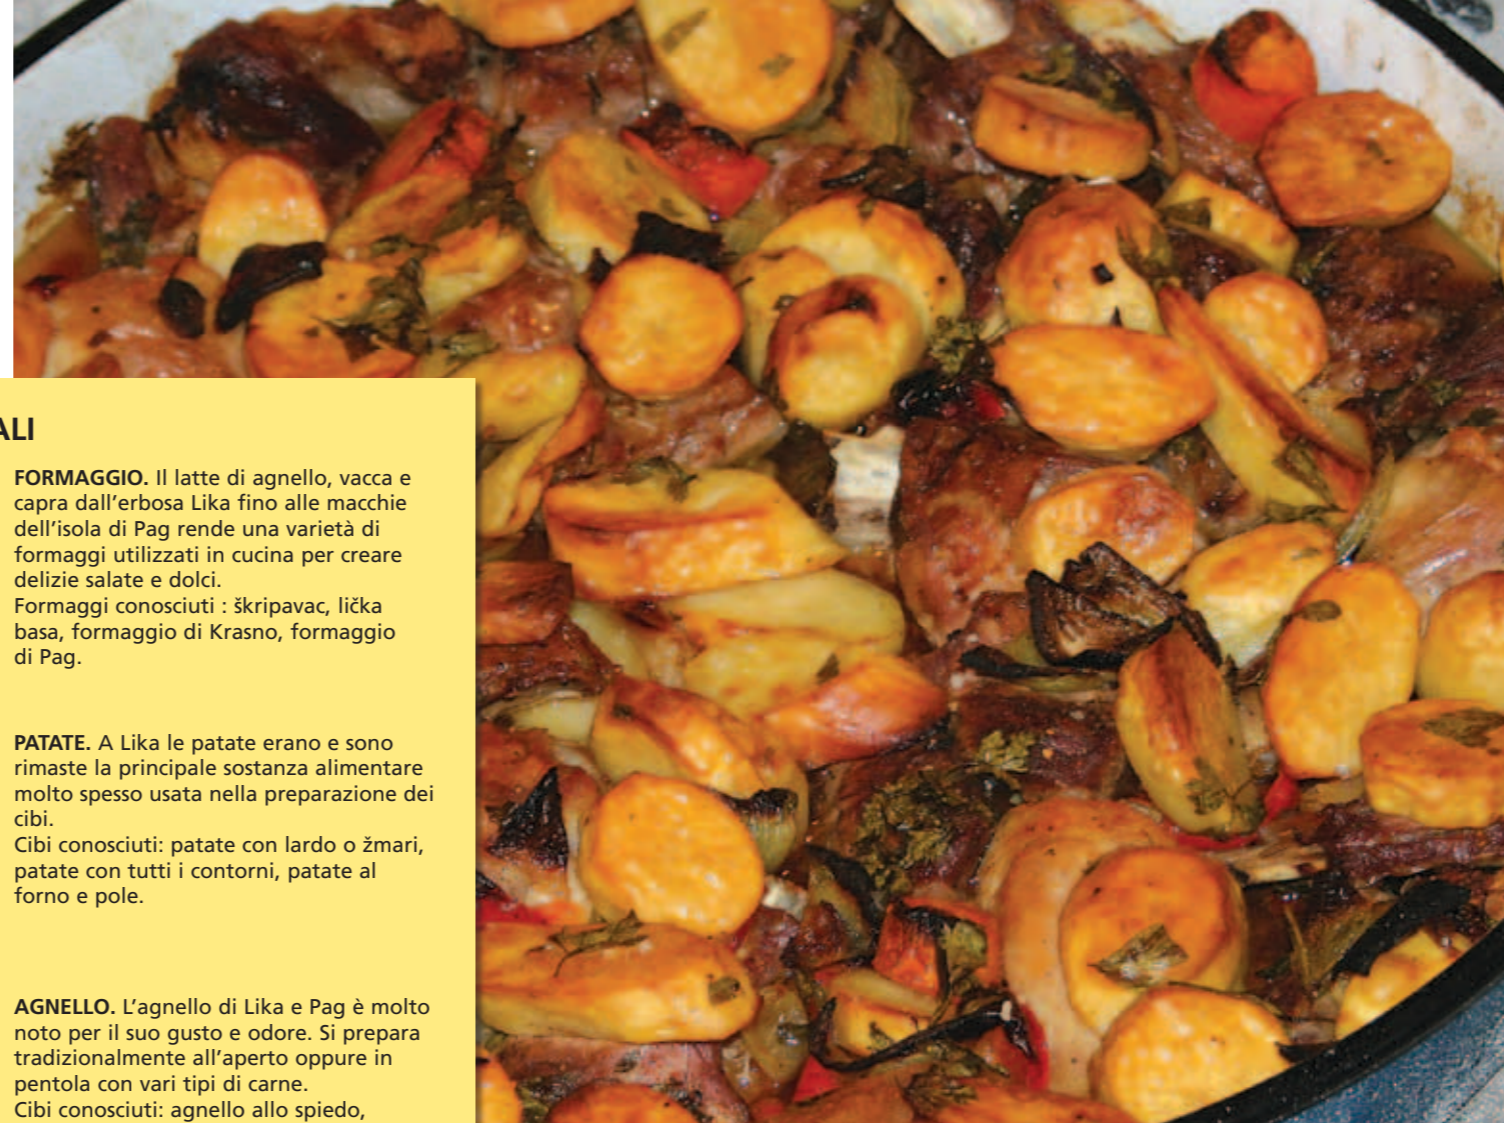 ALI
FORMAGGIO. Il latte di agnello, vacca e
capra dall'erbosa Lika fino alle macchie
dell'isola di Pag rende una varietà di
formaggi utilizzati in cucina per creare
delizie salate e dolci.
Formaggi conosciuti : škripavac, lička
basa, formaggio di Krasno, formaggio
di Pag.
PATATE. A Lika le patate erano e sono
rimaste la principale sostanza alimentare
molto spesso usata nella preparazione dei
cibi.
Cibi conosciuti: patate con lardo o žmari,
patate con tutti i contorni, patate al
forno e pole.
AGNELLO. L'agnello di Lika e Pag è molto
noto per il suo gusto e odore. Si prepara
tradizionalmente all'aperto oppure in
pentola con vari tipi di carne.
Cibi conosciuti: agnello allo spiedo,